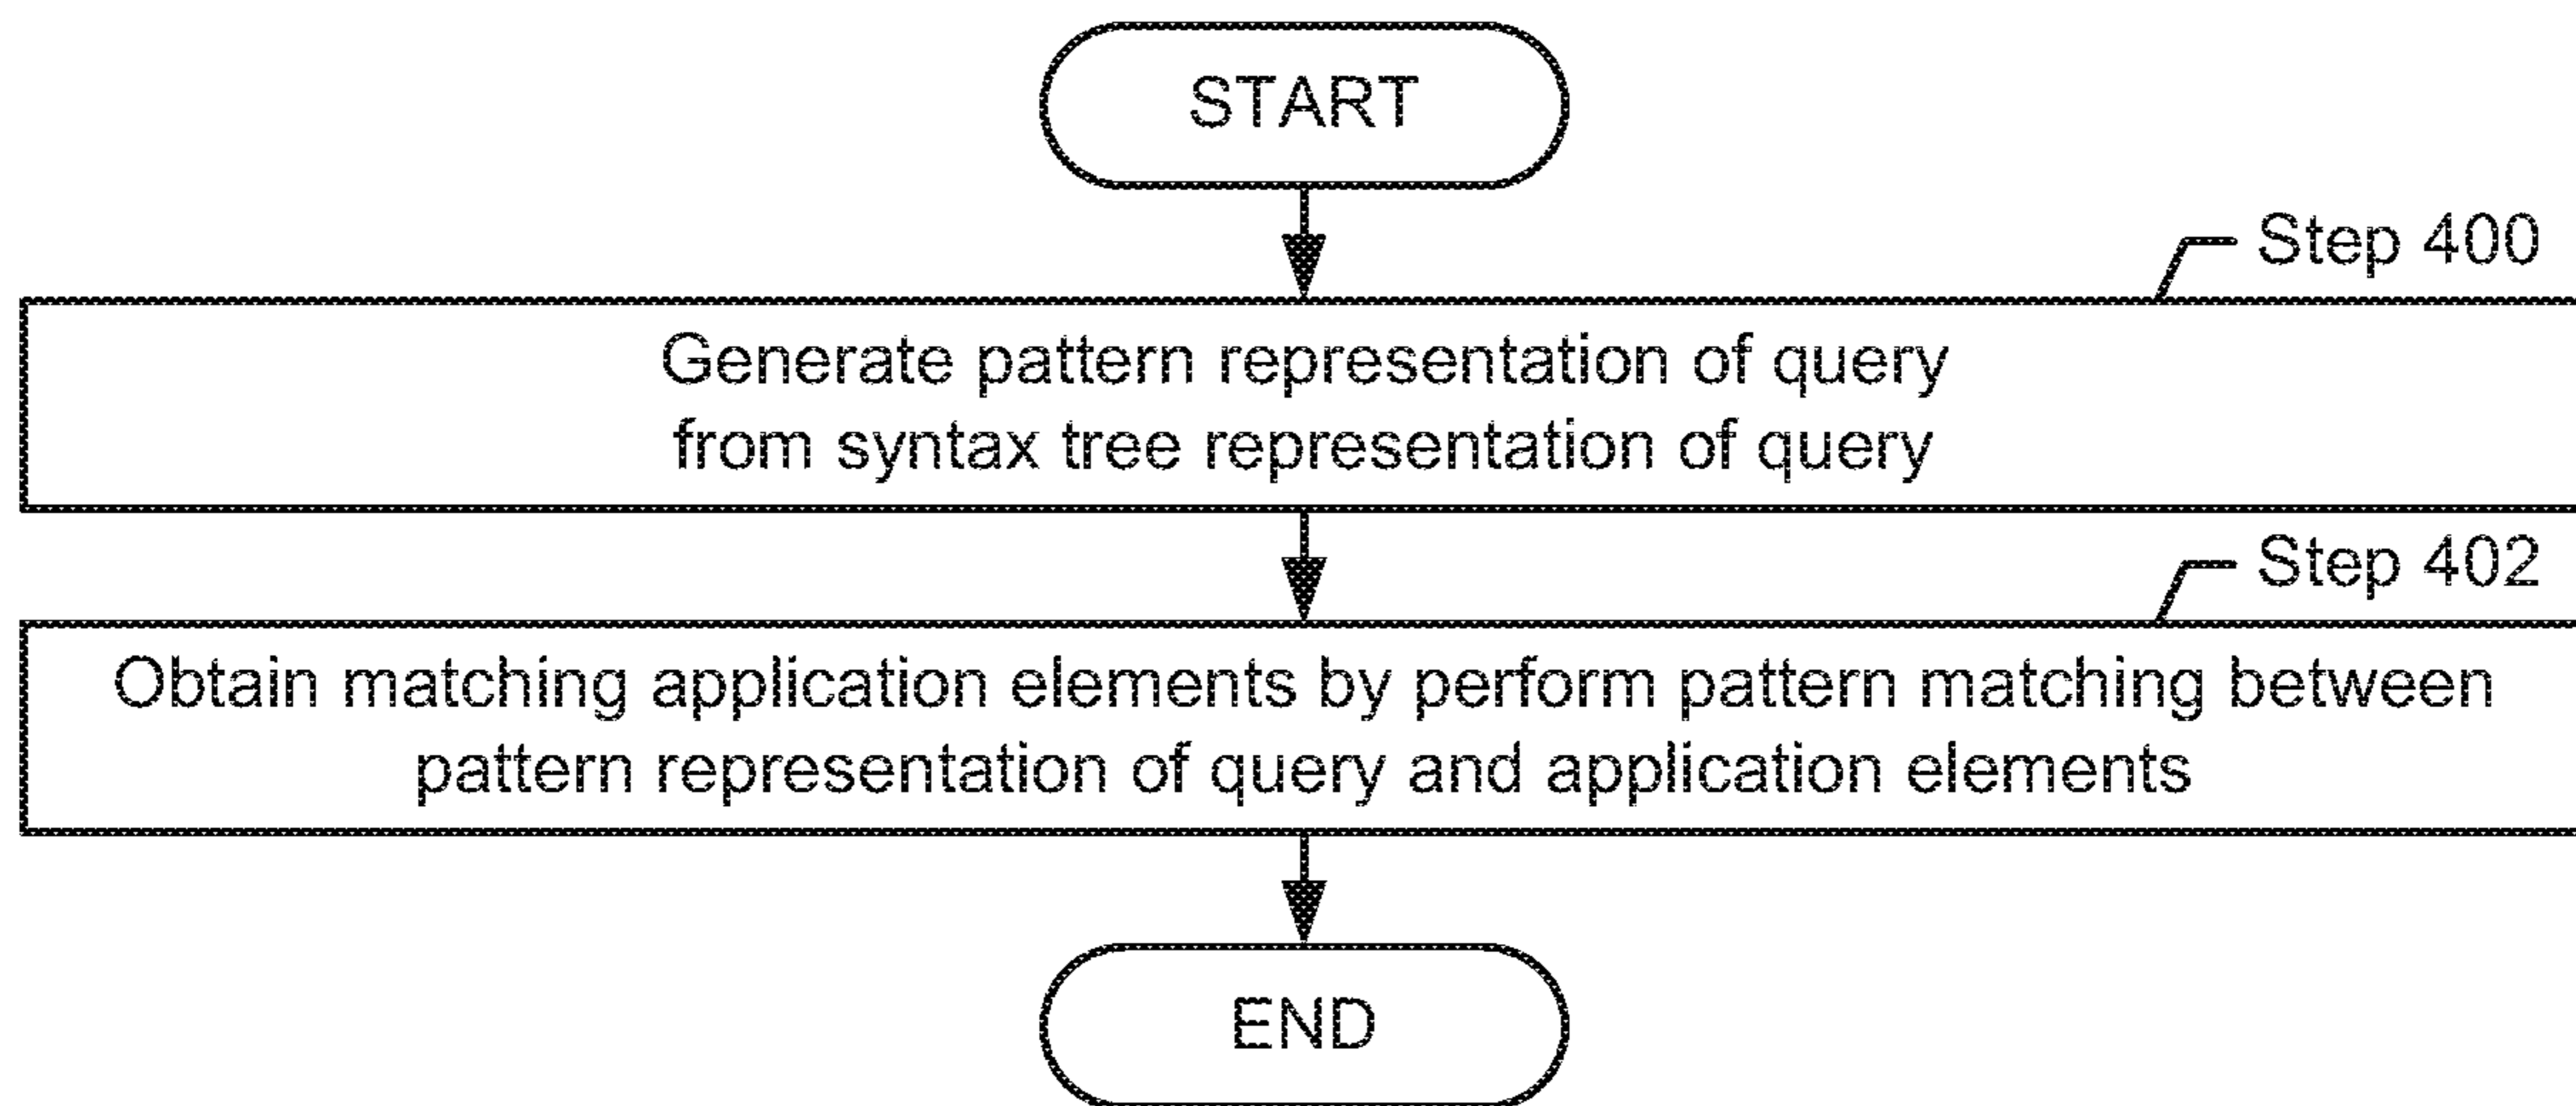 START
Step 400
Generate pattern representation of query
from syntax tree representation of query
Step 402
Obtain matching application elements by perform pattern matching between
pattern representation of query and application elements
END